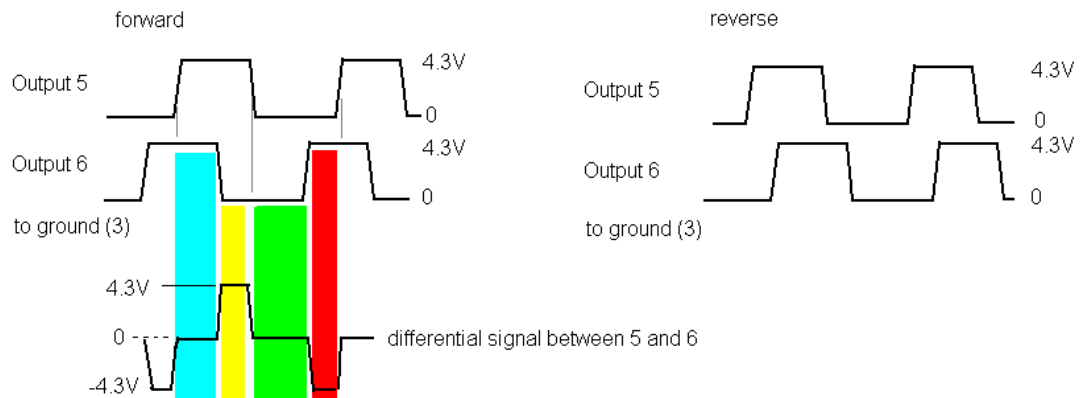 forward
Output 5
4.3V
0
Output 6
4.3V
0
to ground (3)
4.3V
0
-4.3V
differential signal between 5 and 6
reverse
Output 5
4.3V
0
Output 6
4.3V
0
to ground (3)